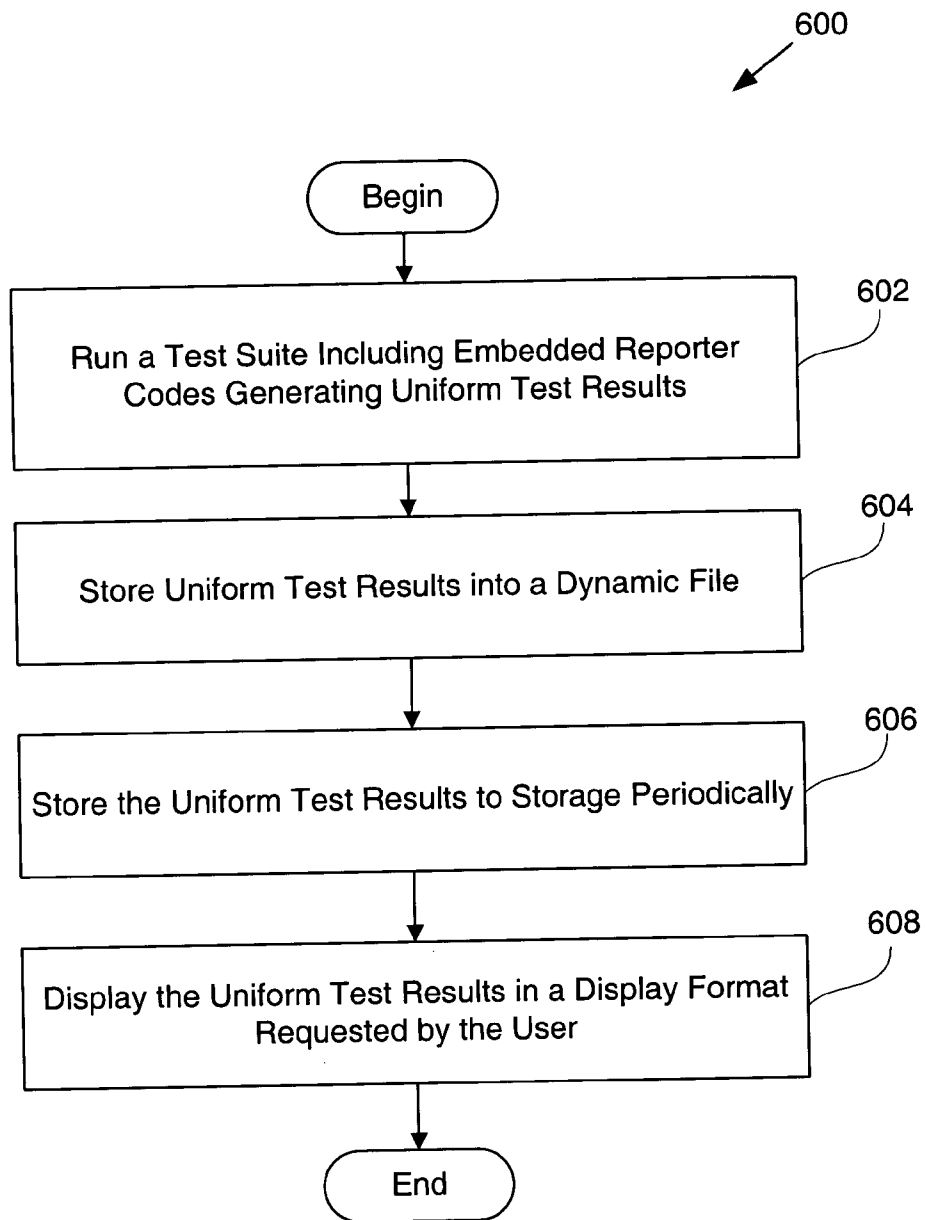 600
Begin
602
Run a Test Suite Including Embedded Reporter
Codes Generating Uniform Test Results
604
Store Uniform Test Results into a Dynamic File
606
Store the Uniform Test Results to Storage Periodically
608
Display the Uniform Test Results in a Display Format
Requested by the User
End